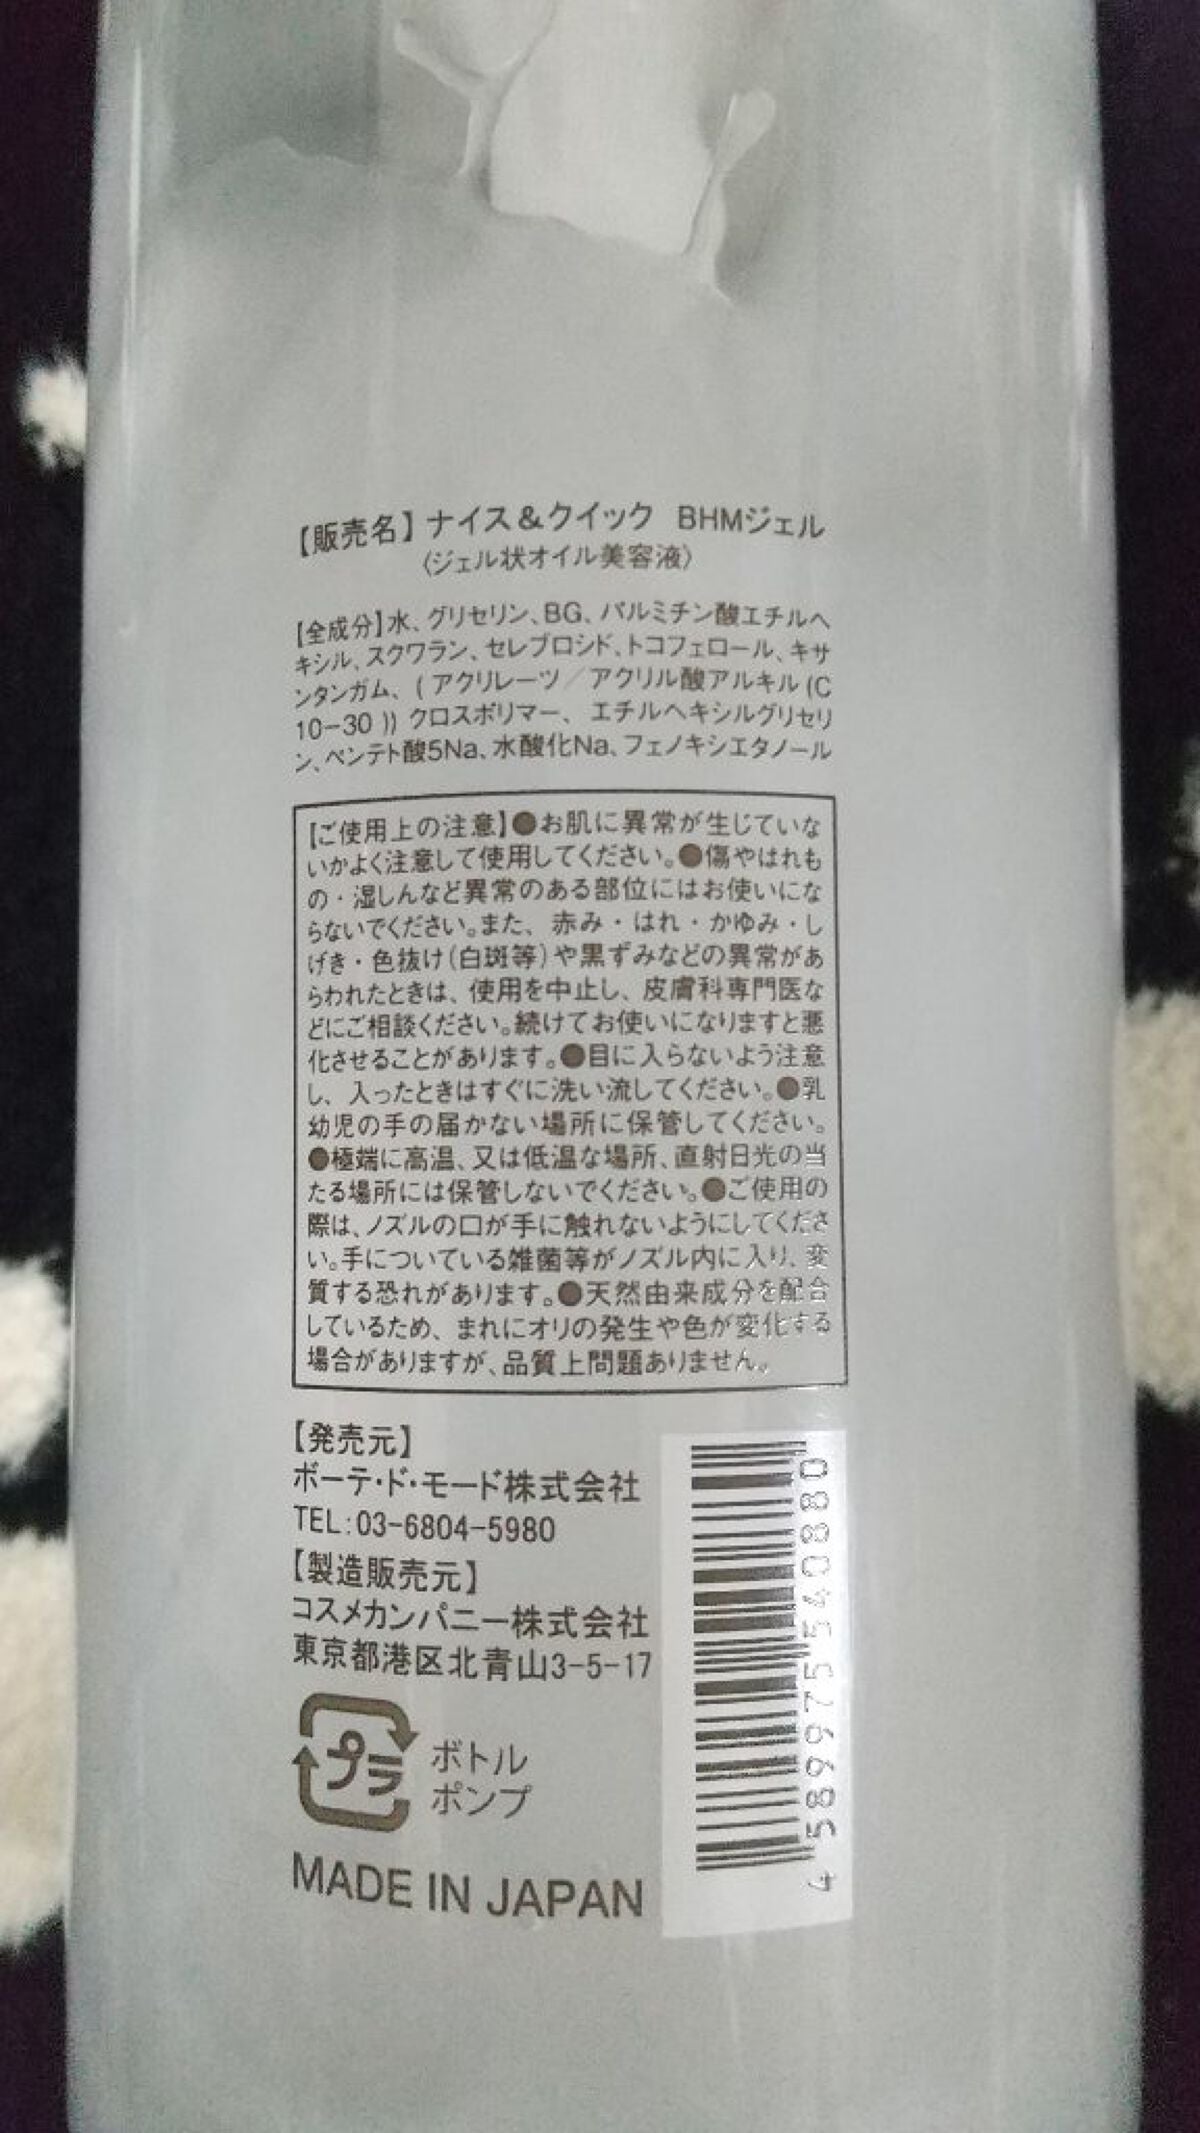 【販売名】ナイス&クイック BHMジェル
〈ジェル状オイル美容液〉
【全成分】水、グリセリン、BG、パルミチン酸エチルヘ
キシル、スクワラン、セレブロシド、トコフェロール、キサ
ンタンガム、(アクリレーツ／アクリル酸アルキル(C
10-30))クロスポリマー、エチルヘキシルグリセリ
ン、ペンテト酸5Na、水酸化Na、フェノキシエタノール
【ご使用上の注意】●お肌に異常が生じていな
いかよく注意して使用してください。●傷やはれも
の・湿しんなど異常のある部位にはお使いにな
らないでください。また、赤み・はれ・かゆみ・し
げき・色抜け(白斑等)や黒ずみなどの異常があ
らわれたときは、使用を中止し、皮膚科専門医な
どにご相談ください。続けてお使いになりますと悪
化させることがあります。●目に入らないよう注意
し、入ったときはすぐに洗い流してください。●乳
幼児の手の届かない場所に保管してください。
●極端に高温、又は低温な場所、直射日光の当
たる場所には保管しないでください。●ご使用の
際は、ノズルの口が手に触れないようにしてくださ
い。手についている雑菌等がノズル内に入り、変
質する恐れがあります。●天然由来成分を配合
しているため、まれにオリの発生や色が変化する
場合がありますが、品質上問題ありません。
【発売元】
ボーテ・ド・モード株式会社
TEL:03-6804-5980
【製造販売元】
コスメカンパニー株式会社
東京都港区北青山3-5-17
プラ
ボトル
ポンプ
MADE IN JAPAN
4 589975 540880